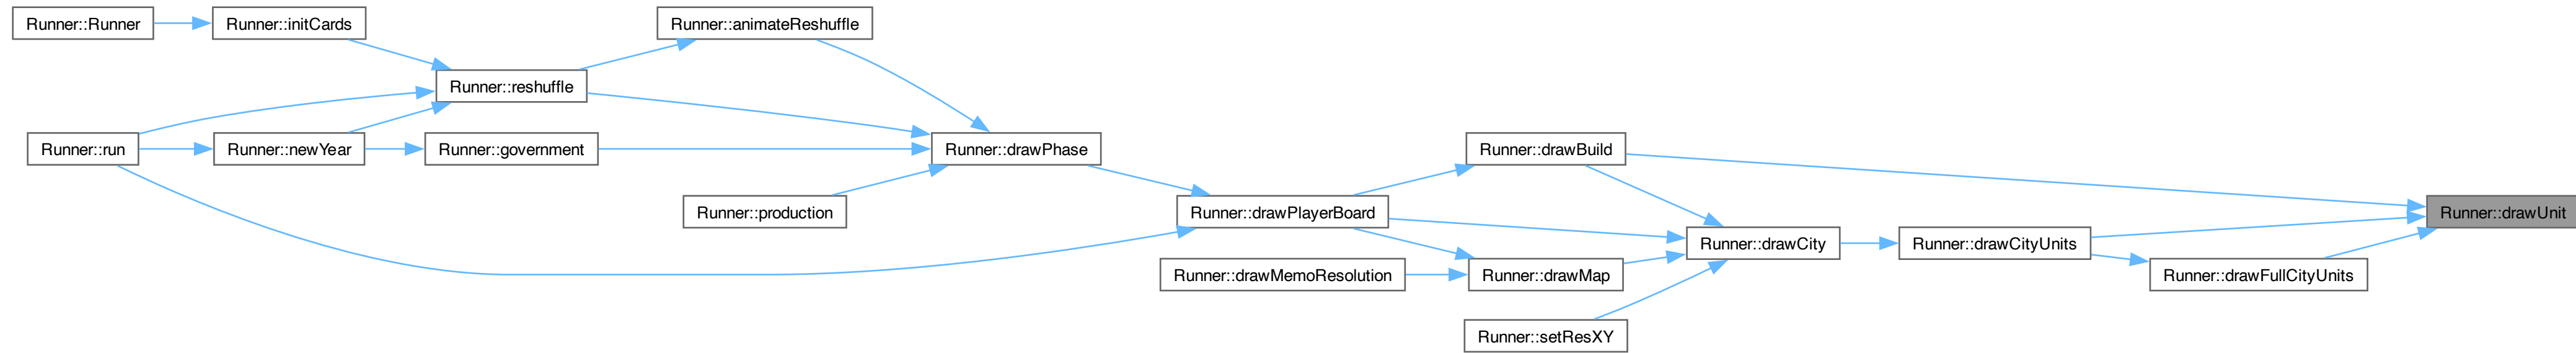 Runner::Runner
Runner::initCards
Runner::animateReshuffle
Runner::reshuffle
Runner::run
Runner::newYear
Runner::government
Runner::drawPhase
Runner::drawBuild
Runner::production
Runner::drawPlayerBoard
Runner::drawUnit
Runner::drawCity
Runner::drawCityUnits
Runner::drawMemoResolution
Runner::drawMap
Runner::drawFullCityUnits
Runner::setResXY